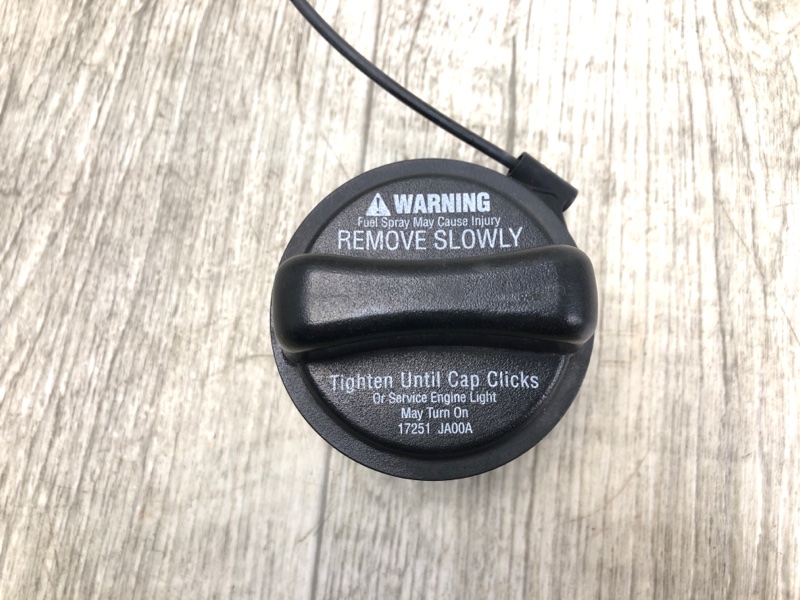 WARNING
Fuel Spray May Cause Injury
REMOVE SLOWLY
Tighten Until Cap Clicks
Or Service Engine Light
May Turn On
17251 JA00A